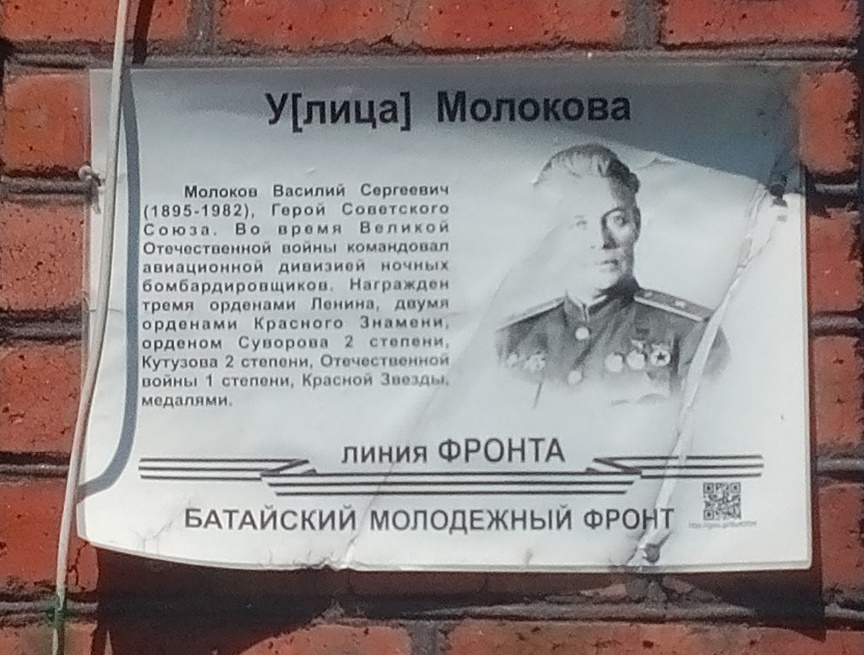 У[лица] Молокова
Молоков Василий Сергеевич
(1895-1982), Герой Советского
Союза. Во время Великой
Отечественной войны командовал
авиационной дивизией ночных
бомбардировщиков. Награжден
тремя орденами Ленина, двумя
орденами Красного Знамени,
орденом Суворова 2 степени,
Кутузова 2 степени, Отечественной
войны 1 степени, Красной Звезды,
медалями.
линия ФРОНТА
БАТАЙСКИЙ МОЛОДЕЖНЫЙ ФРОНТ